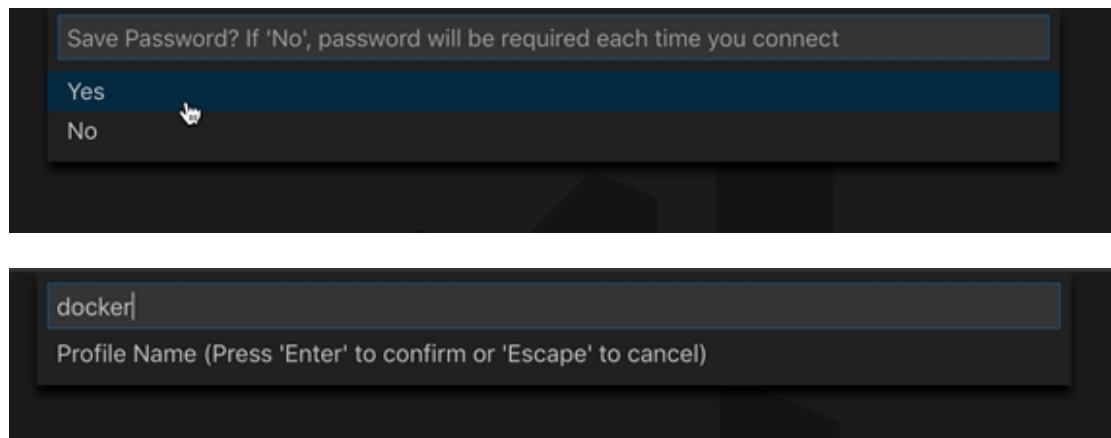 Save Password? If 'No', password will be required each time you connect
Yes
No
docker
Profile Name (Press 'Enter' to confirm or 'Escape' to cancel)